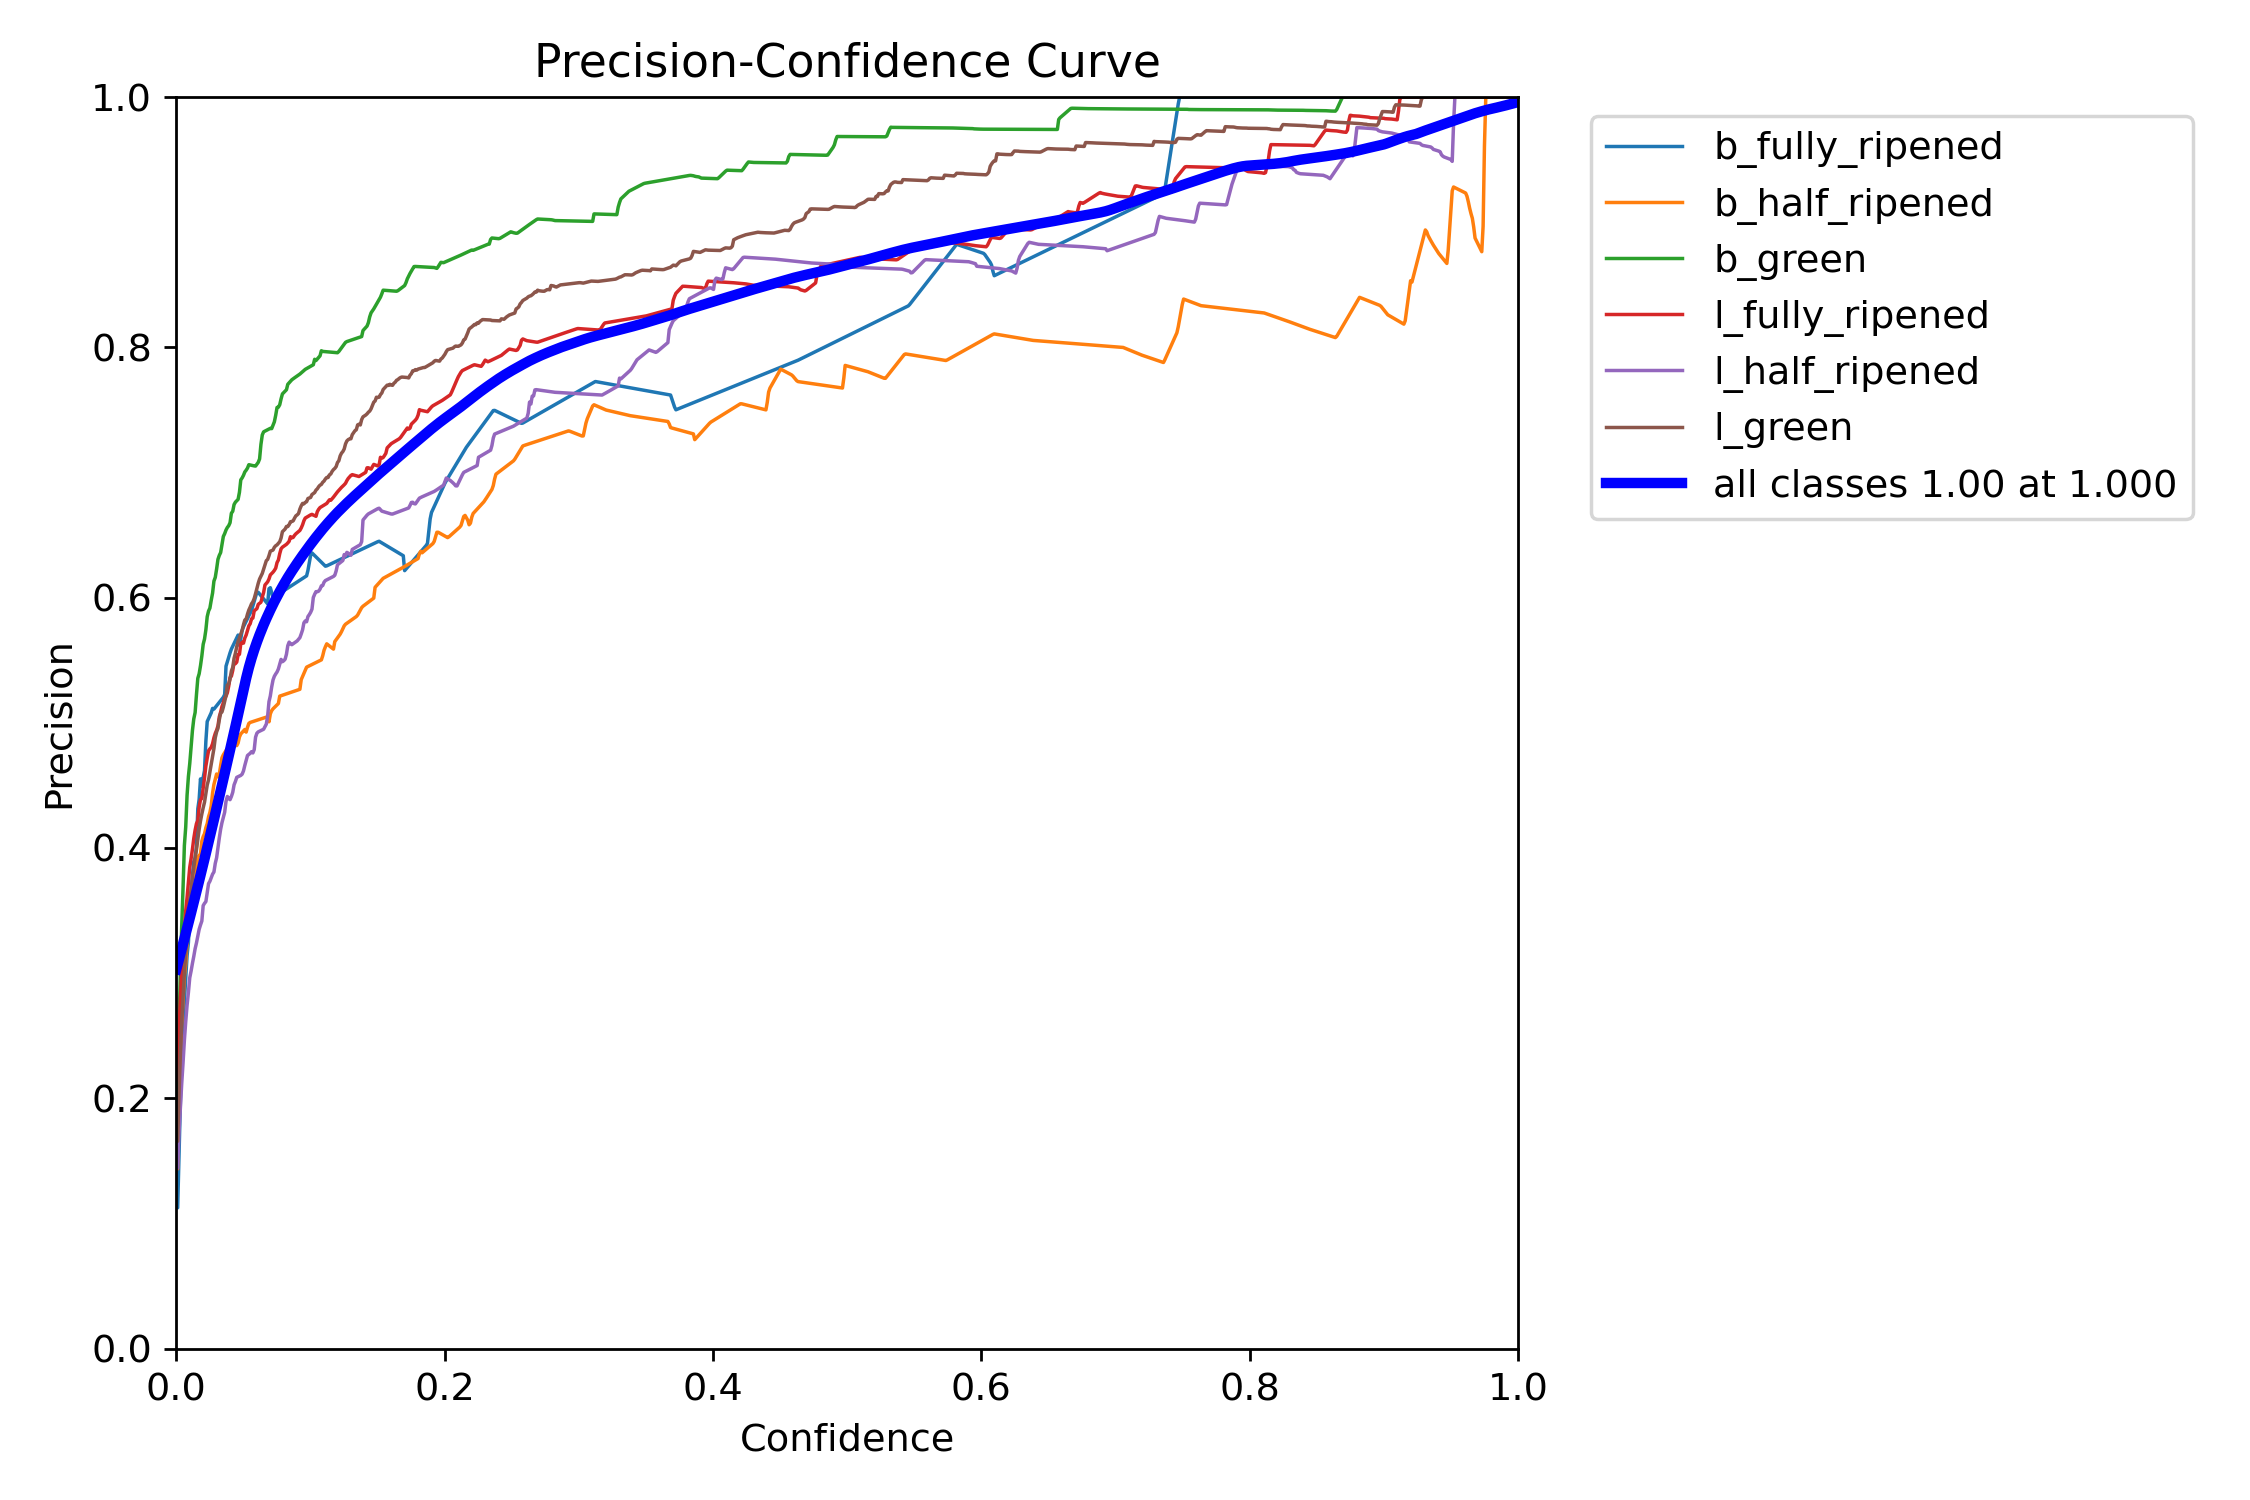 Precision-Confidence Curve
1.0
0.8
0.6
0.4
0.2
0.0
Precision
0.0 0.2 0.4 0.6 0.8 1.0
Confidence
b_fully_ripened
b_half_ripened
b_green
l_fully_ripened
l_half_ripened
l_green
all classes 1.00 at 1.000